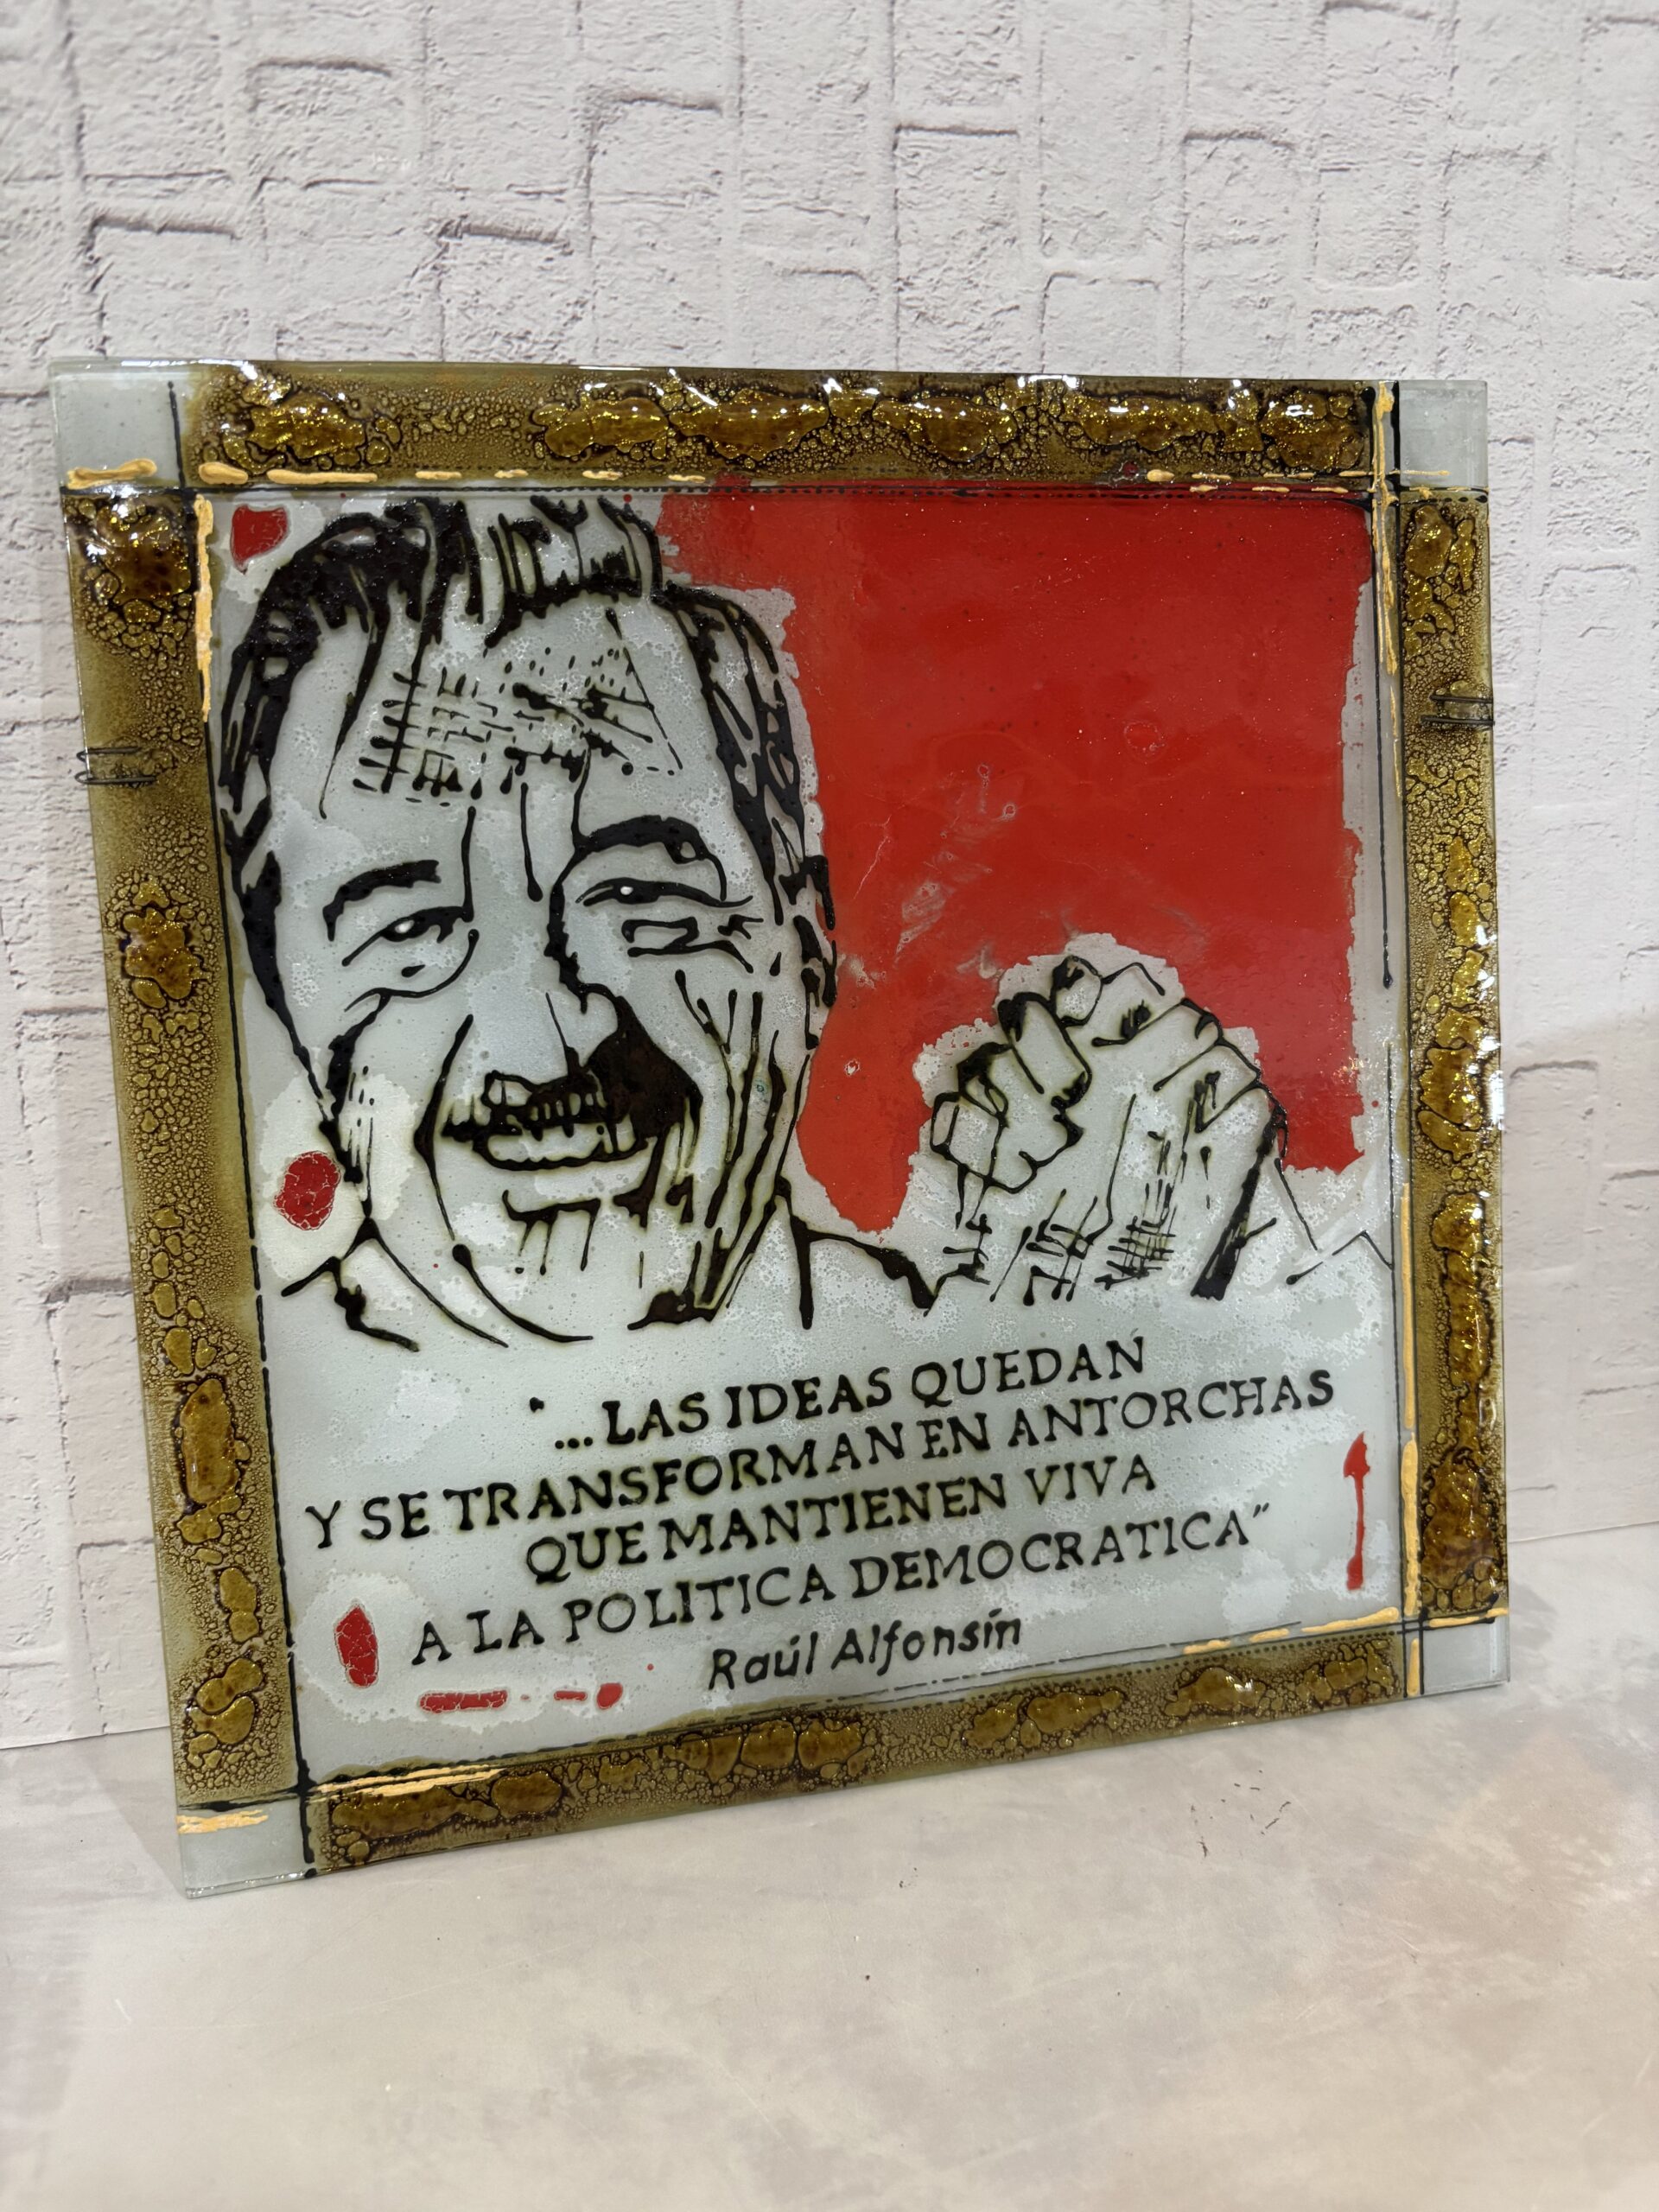 "...LAS IDEAS QUEDAN
Y SE TRANSFORMAN EN ANTORCHAS
QUE MANTIENEN VIVA
A LA POLITICA DEMOCRATICA"
Raúl Alfonsín